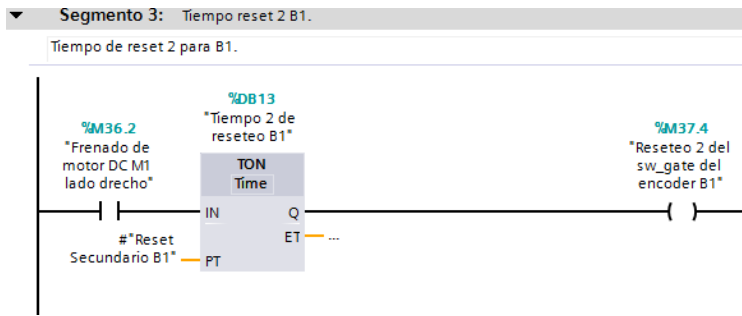 Segmento 3: Tiempo reset 2 B1.
Tiempo de reset 2 para B1.
%DB13
"Tiempo 2 de
reseteo B1"
%M36.2
"Frenado de
motor DC M1
lado drecho"
%M37.4
"Reseteo 2 del
sw_gate del
encoder B1"
TON
Time
IN
Q
ET
...
#"Reset
Secundario B1"
PT